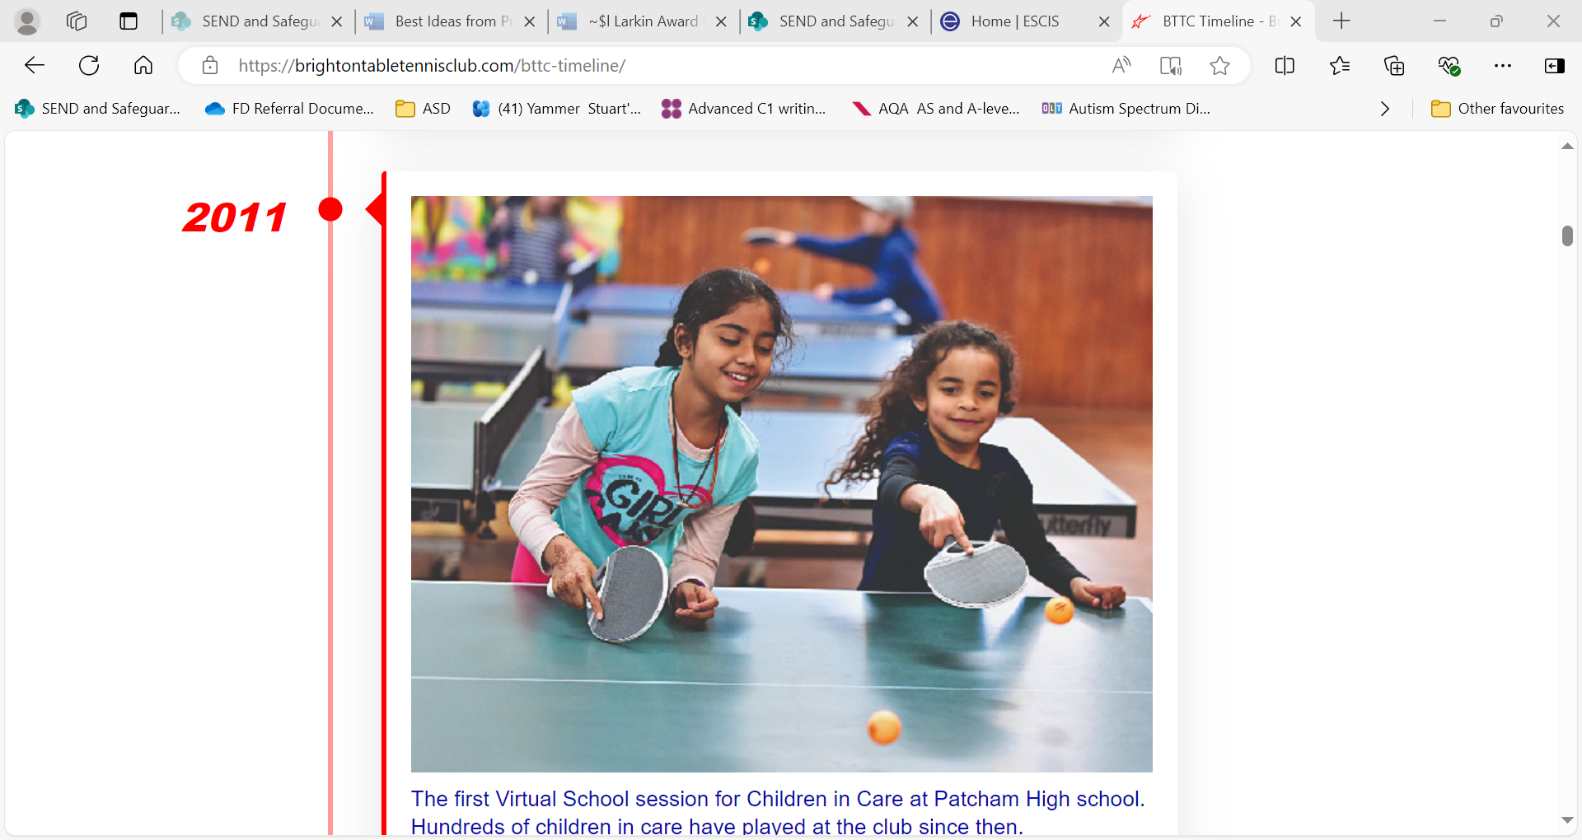 SEND and Safegu
Best Ideas from P
~$l Larkin Award
SEND and Safegu
Home | ESCIS
BTTC Timeline - B
https://brightontabletennisclub.com/bttc-timeline/
SEND and Safeguar...
FD Referral Docume...
ASD
(41) Yammer Stuart'...
Advanced C1 writin...
AQA AS and A-leve...
Autism Spectrum Di...
Other favourites
2011
GIRL
utterfly
The first Virtual School session for Children in Care at Patcham High school.
Hundreds of children in care have played at the club since then.